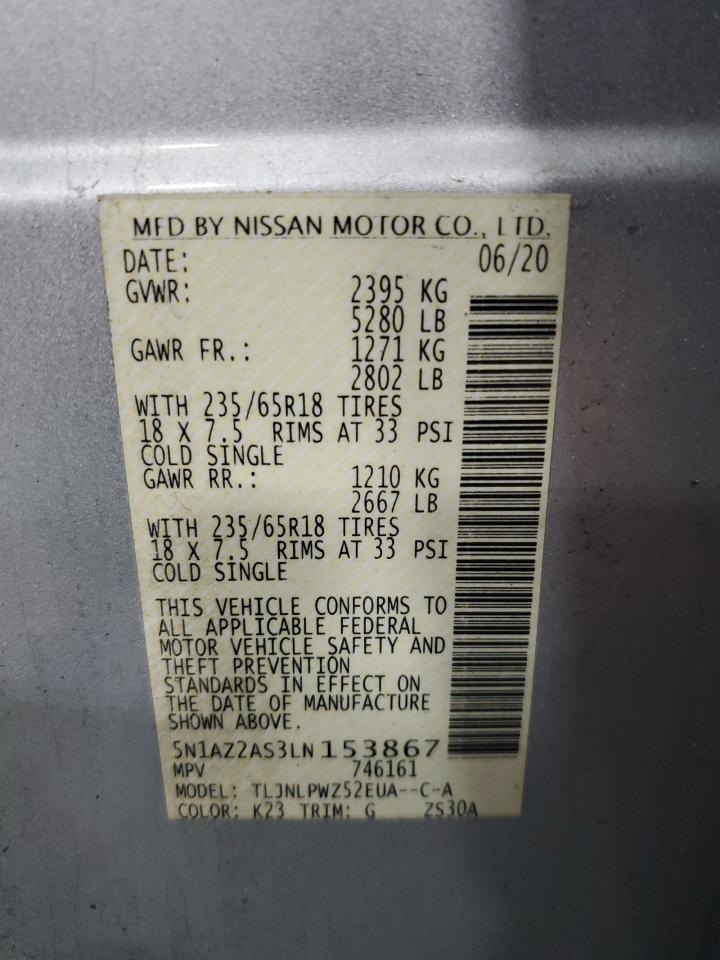 MFD BY NISSAN MOTOR CO., LTD.
DATE: 06/20
GVWR: 2395 KG
5280 LB
GAWR FR.: 1271 KG
2802 LB
WITH 235/65R18 TIRES
18 X 7.5 RIMS AT 33 PSI
COLD SINGLE
GAWR RR.: 1210 KG
2667 LB
WITH 235/65R18 TIRES
18 X 7.5 RIMS AT 33 PSI
COLD SINGLE
THIS VEHICLE CONFORMS TO
ALL APPLICABLE FEDERAL
MOTOR VEHICLE SAFETY AND
THEFT PREVENTION
STANDARDS IN EFFECT ON
THE DATE OF MANUFACTURE
SHOWN ABOVE.
5N1AZ2AS3LN153867
MPV 746161
MODEL: TLJNLPWZ52EUA--C-A
COLOR: K23 TRIM: G ZS30A